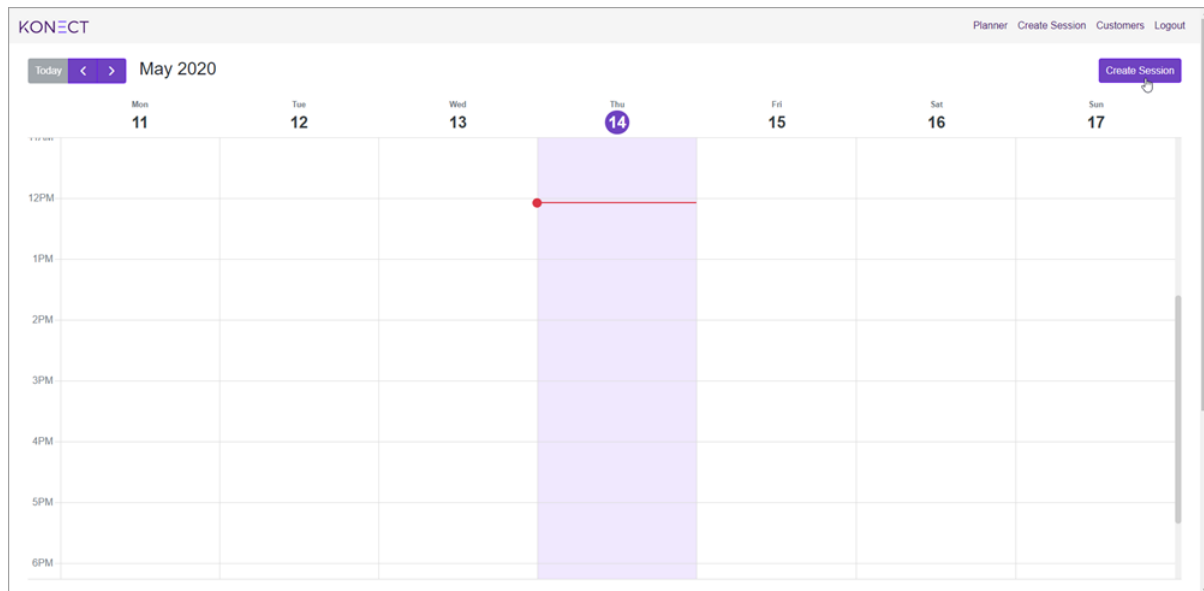 KONECT
Planner Create Session Customers Logout
Today May 2020
Create Session
Mon Tue Wed Thu Fri Sat Sun
11 12 13 14 15 16 17
12PM
1PM
2PM
3PM
4PM
5PM
6PM